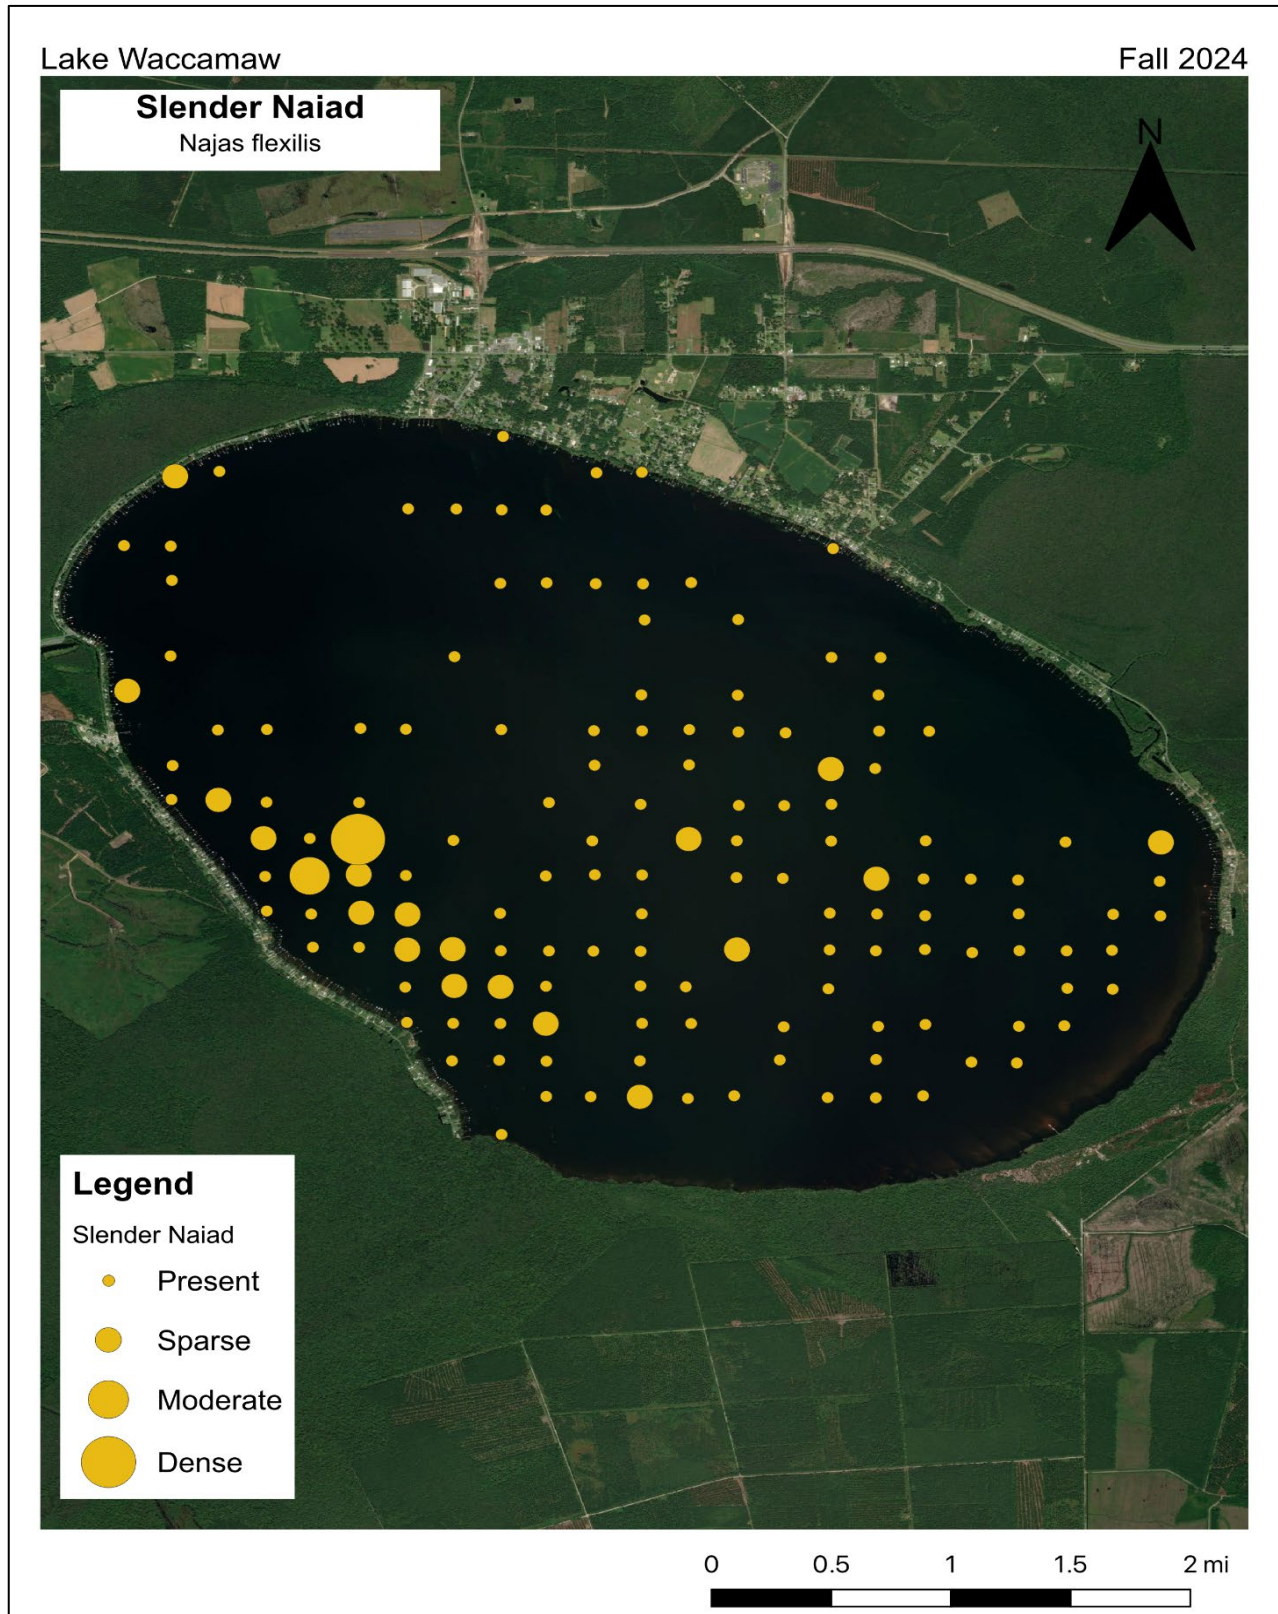 Lake Waccamaw
Fall 2024
Slender Naiad
Najas flexilis
N
Legend
Slender Naiad
Present
Sparse
Moderate
Dense
0 0.5 1 1.5 2 mi